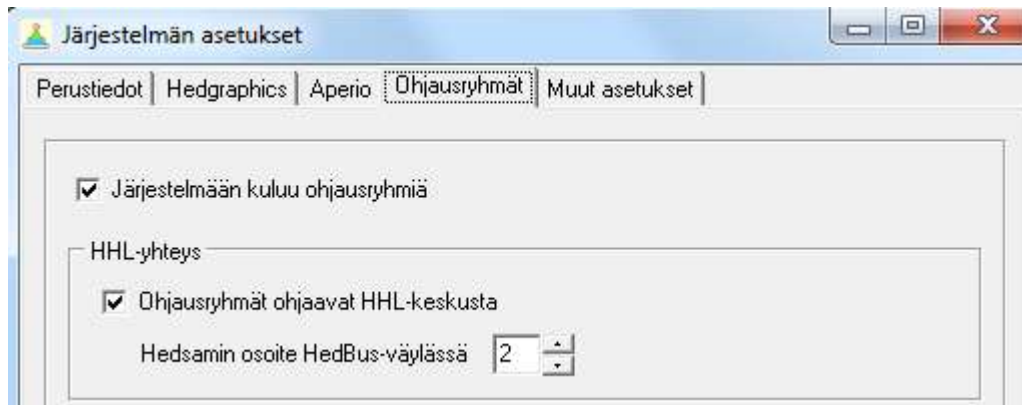 Järjestelmän asetukset
Perustiedot Hedgraphics Aperio Ohjausryhmät Muut asetukset
Järjestelmään kuluu ohjausryhmiä
HHL-yhteys
Ohjausryhmät ohjaavat HHL-keskusta
Hedsamin osoite HedBus-väylässä 2